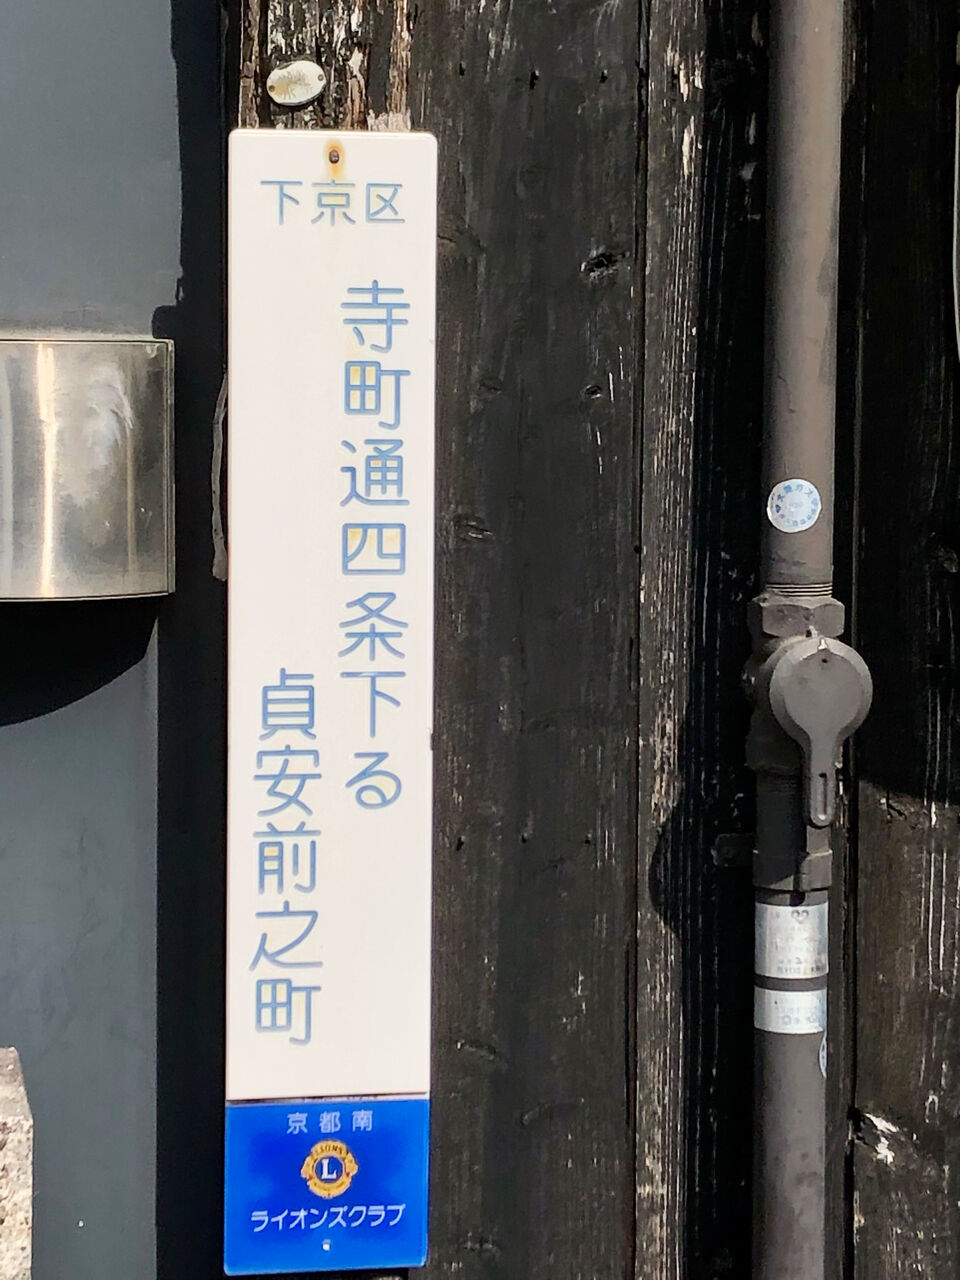 下京区
寺町通四条下る
貞安前之町
京都南
LIONS
L
ライオンズクラブ